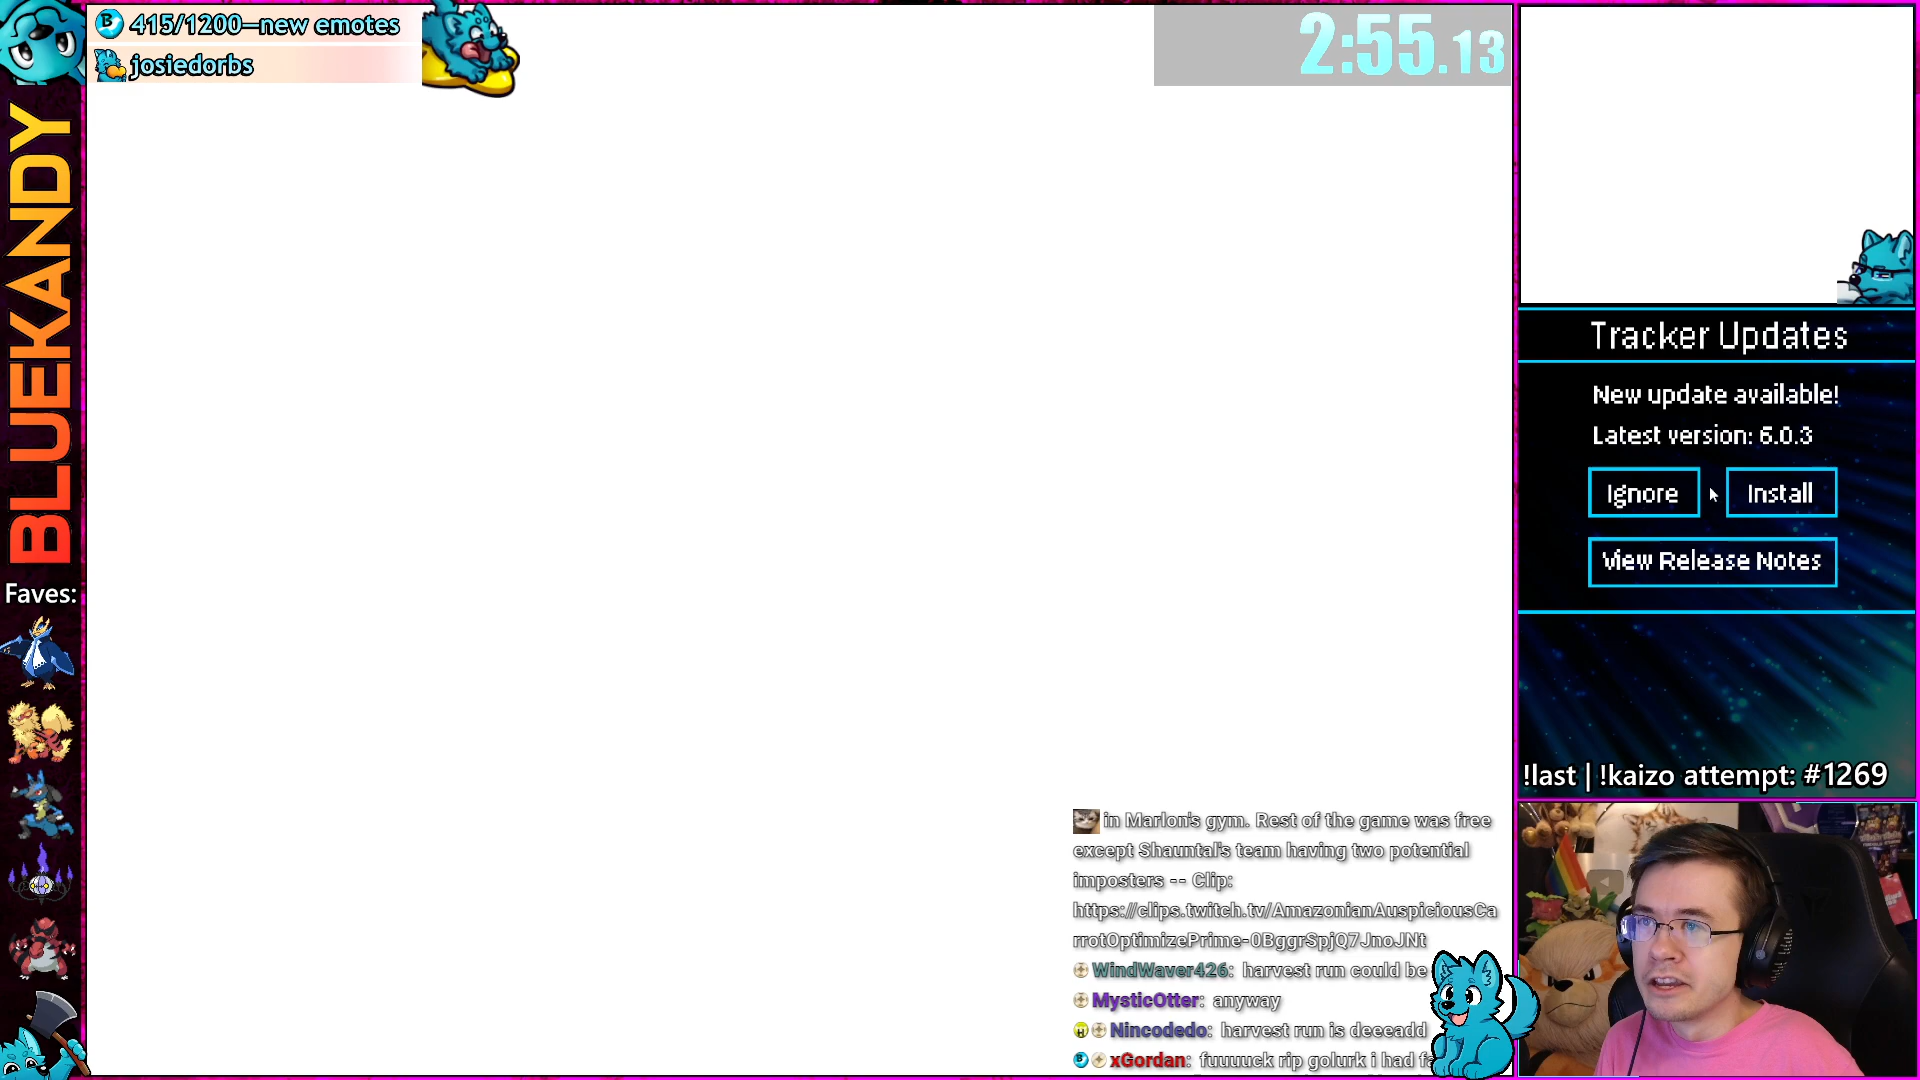 415/1200—new emotes
josiedorbs
2:55.13
BLUEKANDY
Faves:
Tracker Updates
New update available!
Latest version: 6.0.3
Ignore
Install
View Release Notes
!last | !kaizo attempt: #1269
in Marlon's gym. Rest of the game was free
except Shauntal's team having two potential
imposters -- Clip:
https://clips.twitch.tv/AmazonianAuspiciousCa
rrotOptimizePrime-0BggrSpjQ7JnoJNt
WindWaver426: harvest run could be
MysticOtter: anyway
Nincodedo: harvest run is deeeadd
xGordan: fuuuuck rip golurk i had